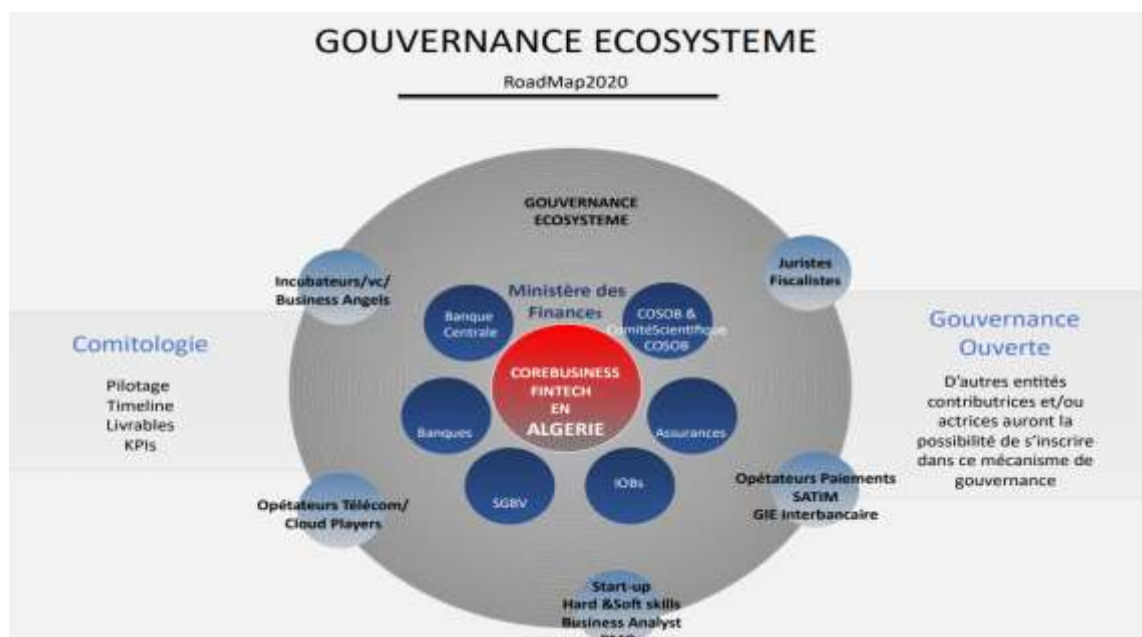 GOUVERNANCE ECOSYSTEME
RoadMap2020
GOUVERNANCE
ECOSYSTEME
Incubateurs/vc/
Business Angels
Juristes
Fiscalistes
Ministère des
Finances
Banque
Centrale
COSOB &
ComitéScientifique
COSOB
Comitologie
Pilotage
Timeline
Livrables
KPIs
COREBUSINESS
FINTECH
EN
ALGERIE
Gouvernance
Ouverte
D'autres entités
contributrices et/ou
actrices auront la
possibilité de s'inscrire
dans ce mécanisme de
gouvernance
Banques
Assurances
SGBV
IOBs
Opétateurs Télécom/
Cloud Players
Opétateurs Paiements
SATIM
GIE Interbancaire
Start-up
Hard &Soft skills
Business Analyst